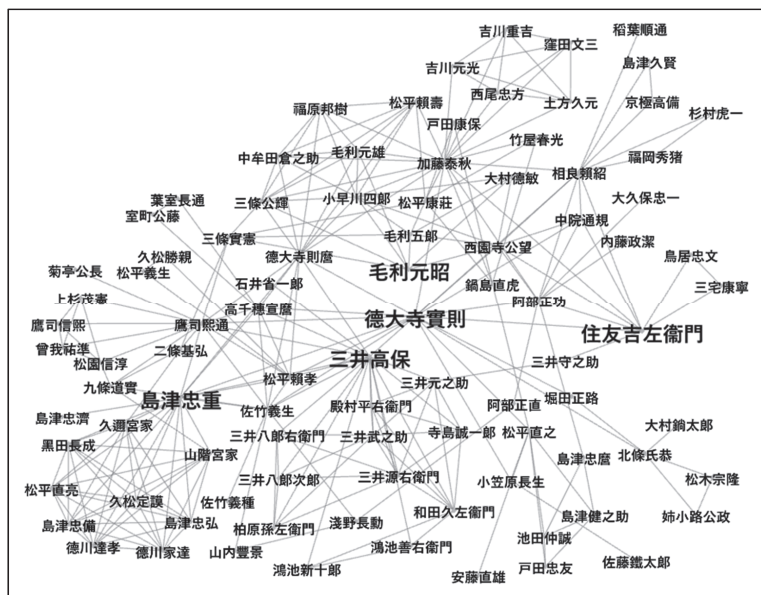 吉川重吉
稲葉順通
窪田文三
島津久賢
吉川元光
西尾忠方
土方久元
京極高備
松平頼壽
福原邦樹
戸田康保
杉村虎一
竹屋春光
毛利元雄
中牟田倉之助
加藤泰秋
福岡秀猪
相良頼紹
大村德敏
葉室長通
小早川四郎
松平康荘
大久保忠一
三條公輝
室町公藤
中院通規
三條實憲
毛利五郎
西園寺公望
内藤政潔
久松勝親
德大寺則麿
鳥居忠文
菊亭公長
松平義生
毛利元昭
石井省一郎
鍋島直虎
三宅康寧
上杉茂憲
高千穂宣麿
阿部正功
鷹司信熙
鷹司熙通
德大寺實則
住友吉左衞門
曾我祐準
二條基弘
三井高保
松園信淳
三井守之助
九條道實
松平頼孝
三井元之助
島津忠重
堀田正路
殿村平右衞門
阿部正直
島津忠濟
佐竹義生
久邇宮家
大村鍋太郎
三井八郎右衞門
三井武之助
寺島誠一郎
松平直之
黒田長成
山階宮家
島津忠麿
北條氏恭
三井八郎次郎
三井源右衞門
小笠原長生
松木宗隆
松平直亮
久松定謨
佐竹義種
和田久左衞門
島津健之助
姉小路公政
島津忠備
島津忠弘
柏原孫左衞門
淺野長勳
池田仲誠
德川達孝
德川家達
山内豐景
鴻池善右衞門
戸田忠友
佐藤鐵太郎
鴻池新十郎
安藤直雄